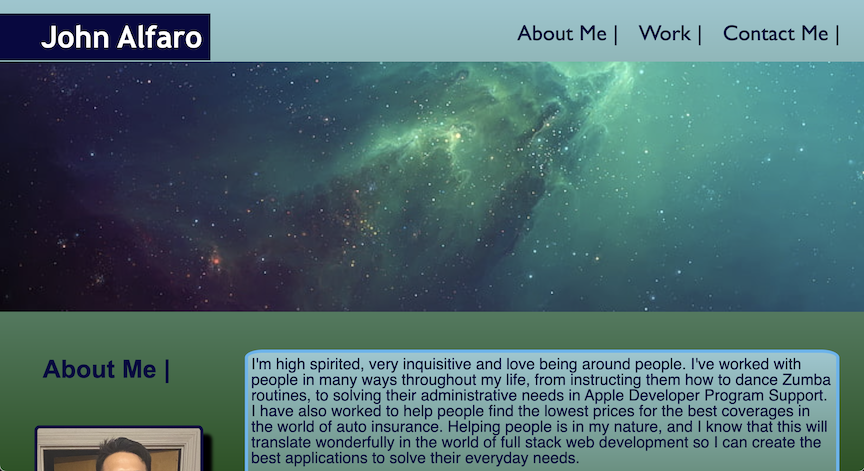 John Alfaro
About Me |
Work |
Contact Me |
About Me |
I'm high spirited, very inquisitive and love being around people. I've worked with
people in many ways throughout my life, from instructing them how to dance Zumba
routines, to solving their administrative needs in Apple Developer Program Support.
I have also worked to help people find the lowest prices for the best coverages in
the world of auto insurance. Helping people is in my nature, and I know that this will
translate wonderfully in the world of full stack web development so I can create the
best applications to solve their everyday needs.